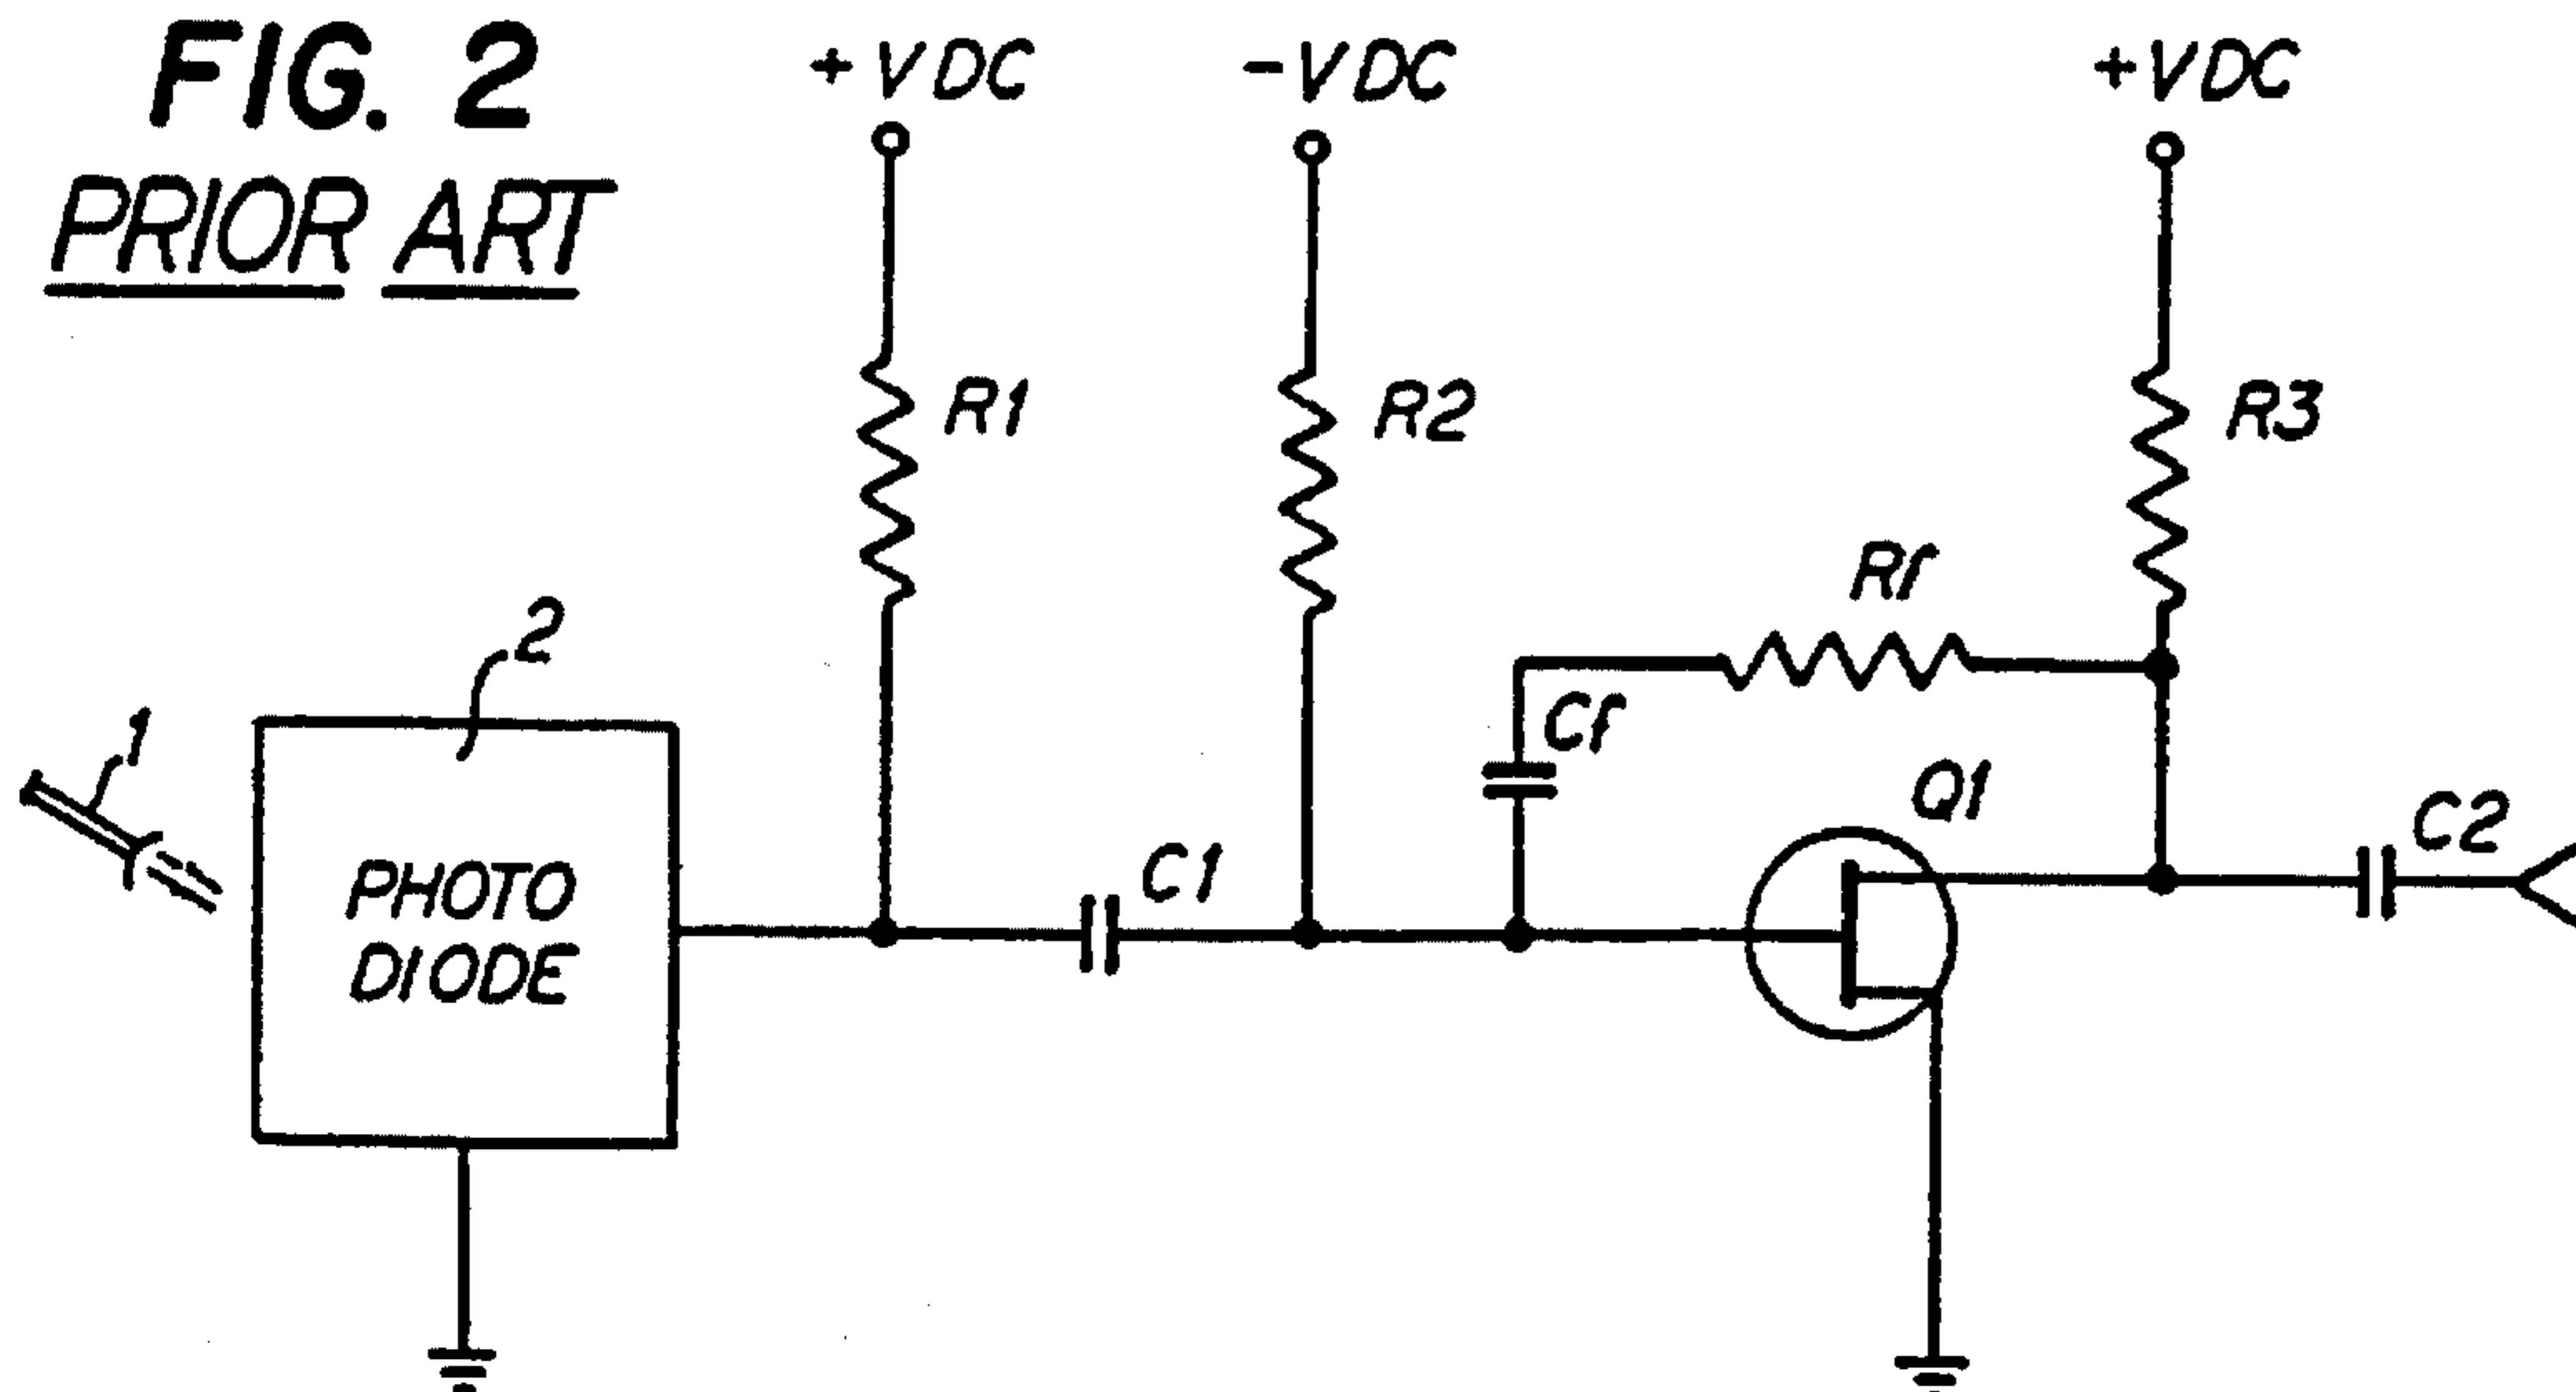 FIG. 2
PRIOR ART
+VDC
-VDC
+VDC
R1
R2
R3
Rf
Cf
Q1
C1
C2
1
2
PHOTO
DIODE